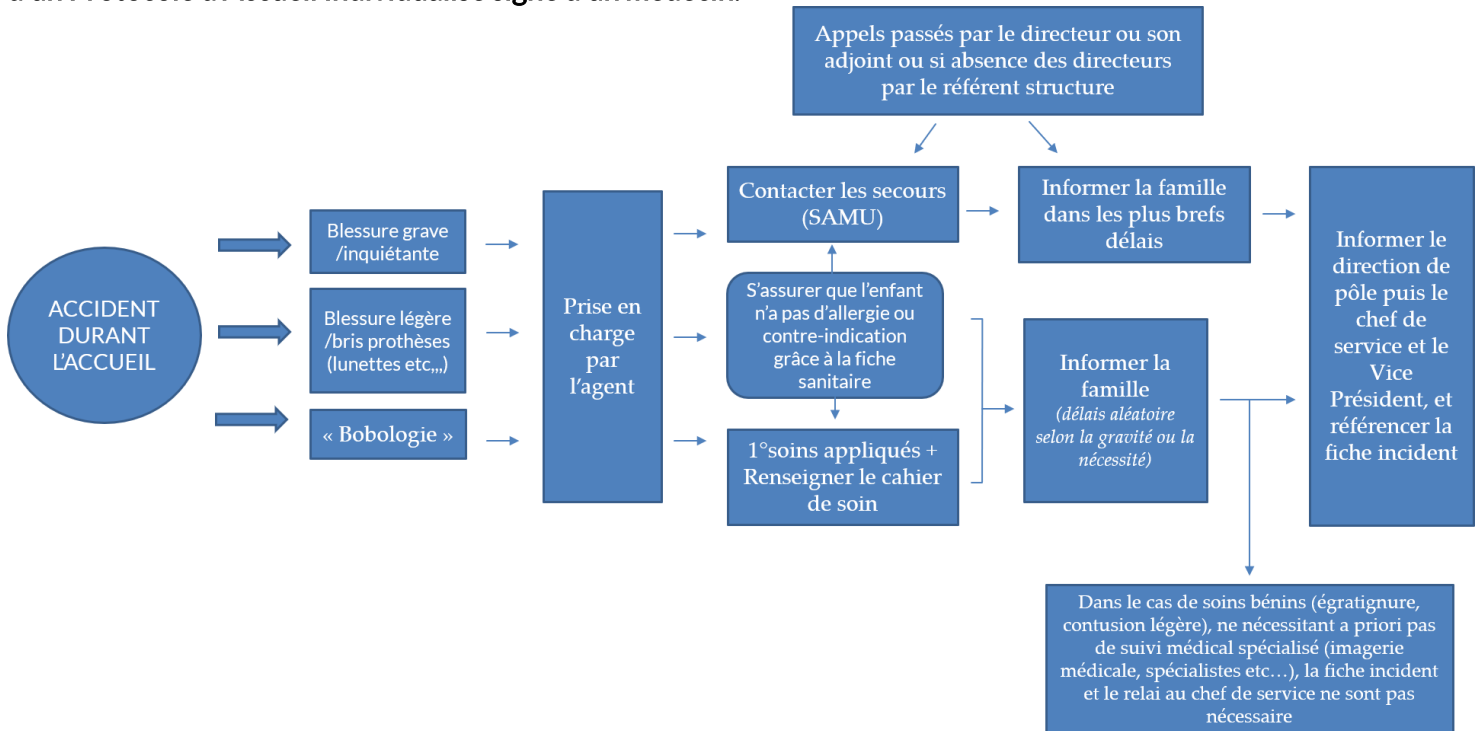 Appels passés par le directeur ou son
adjoint ou si absence des directeurs
par le référent structure
ACCIDENT
DURANT
L’ACCUEIL
Blessure grave
/inquiétante
Blessure légère
/bris prothèses
(lunettes etc,,,)
« Bobologie »
Prise en
charge
par
l’agent
Contacter les secours
(SAMU)
S’assurer que l’enfant
n’a pas d’allergie ou
contre-indication
grâce à la fiche
sanitaire
1°soins appliqués +
Renseigner le cahier
de soin
Informer la famille
dans les plus brefs
délais
Informer la
famille
(délais aléatoire
selon la gravité ou la
nécessité)
Informer le
direction de
pôle puis le
chef de
service et le
Vice
Président, et
référencer la
fiche incident
Dans le cas de soins bénins (égratignure,
contusion légère), ne nécessitant a priori pas
de suivi médical spécialisé (imagerie
médicale, spécialistes etc…), la fiche incident
et le relai au chef de service ne sont pas
nécessaire